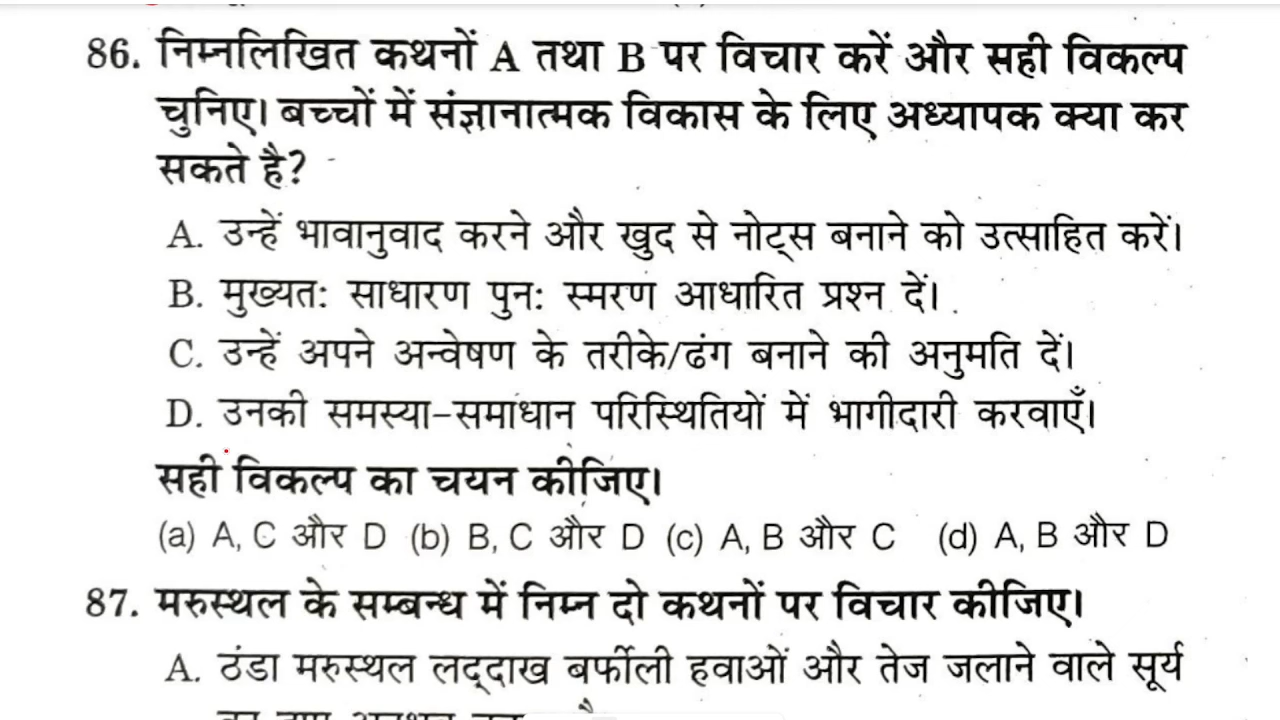 86. निम्नलिखित कथनों A तथा B पर विचार करें और सही विकल्प
चुनिए। बच्चों में संज्ञानात्मक विकास के लिए अध्यापक क्या कर
सकते है?
A. उन्हें भावानुवाद करने और खुद से नोट्स बनाने को उत्साहित करें।
B. मुख्यतः साधारण पुनः स्मरण आधारित प्रश्न दें।
C. उन्हें अपने अन्वेषण के तरीके/ढंग बनाने की अनुमति दें।
D. उनकी समस्या-समाधान परिस्थितियों में भागीदारी करवाएँ।
सही विकल्प का चयन कीजिए।
(a) A, C और D (b) B, C और D (c) A, B और C (d) A, B और D
87. मरुस्थल के सम्बन्ध में निम्न दो कथनों पर विचार कीजिए।
A. ठंडा मरुस्थल लद्दाख बर्फीली हवाओं और तेज जलाने वाले सूर्य